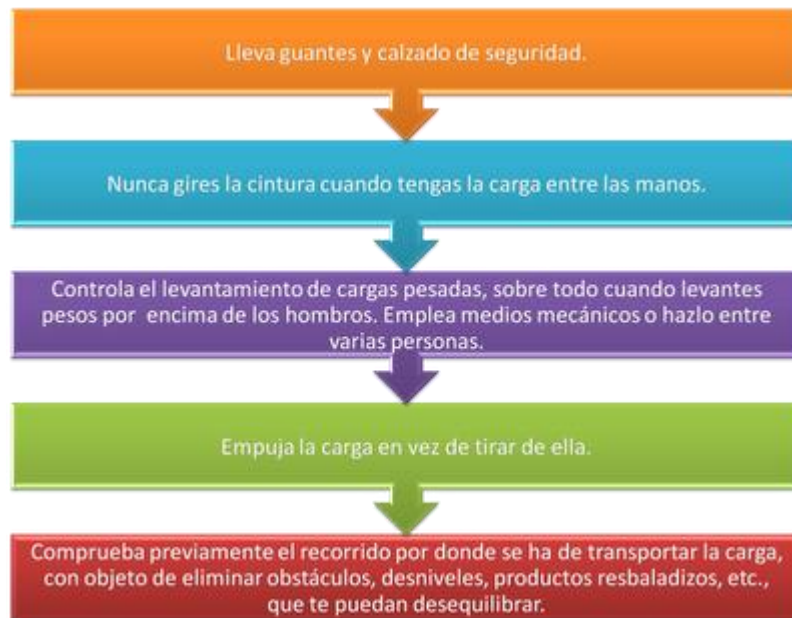 Lleva guantes y calzado de seguridad.
Nunca gires la cintura cuando tengas la carga entre las manos.
Controla el levantamiento de cargas pesadas, sobre todo cuando levantes
pesos por encima de los hombros. Emplea medios mecánicos o hazlo entre
varias personas.
Empuja la carga en vez de tirar de ella.
Comprueba previamente el recorrido por donde se ha de transportar la carga,
con objeto de eliminar obstáculos, desniveles, productos resbaladizos, etc.,
que te puedan desequilibrar.